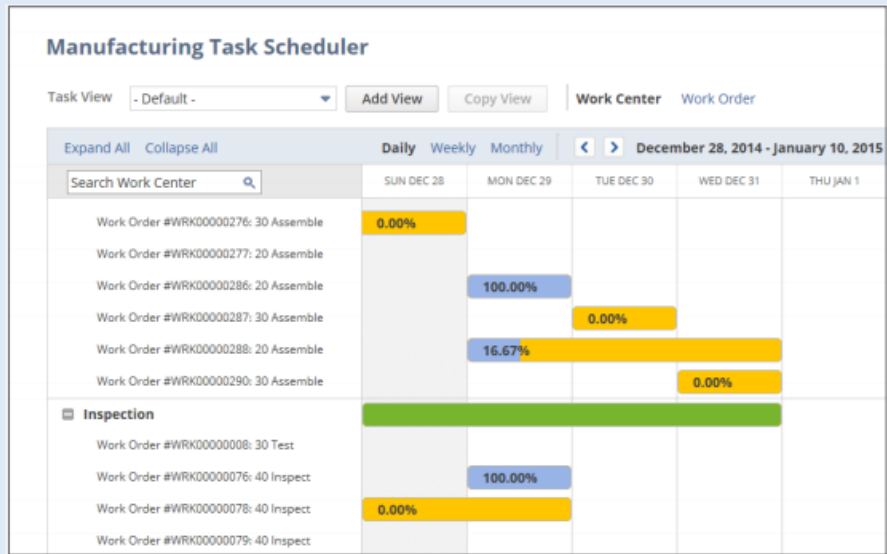 Manufacturing Task Scheduler
Task View - Default - Add View Copy View Work Center Work Order
Expand All Collapse All Daily Weekly Monthly < > December 28, 2014 - January 10, 2015
Search Work Center SUN DEC 28 MON DEC 29 TUE DEC 30 WED DEC 31 THU JAN 1
Work Order #WRK00000276: 30 Assemble 0.00%
Work Order #WRK00000277: 20 Assemble
Work Order #WRK00000286: 20 Assemble 100.00%
Work Order #WRK00000287: 30 Assemble 0.00%
Work Order #WRK00000288: 20 Assemble 16.67%
Work Order #WRK00000290: 30 Assemble 0.00%
Inspection
Work Order #WRK00000008: 30 Test
Work Order #WRK00000076: 40 Inspect 100.00%
Work Order #WRK00000078: 40 Inspect 0.00%
Work Order #WRK00000079: 40 Inspect